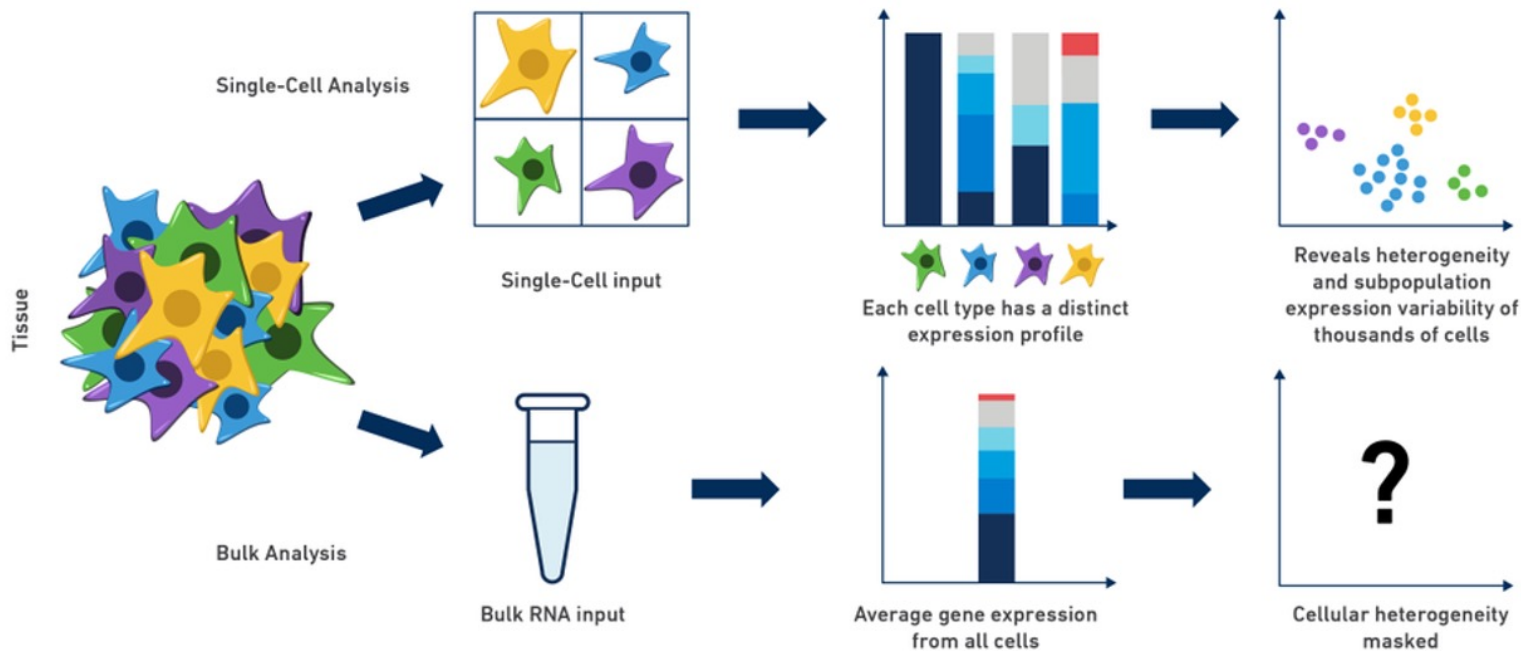 Tissue
Single-Cell Analysis
Single-Cell input
Each cell type has a distinct
expression profile
Reveals heterogeneity
and subpopulation
expression variability of
thousands of cells
Bulk Analysis
Bulk RNA input
Average gene expression
from all cells
?
Cellular heterogeneity
masked